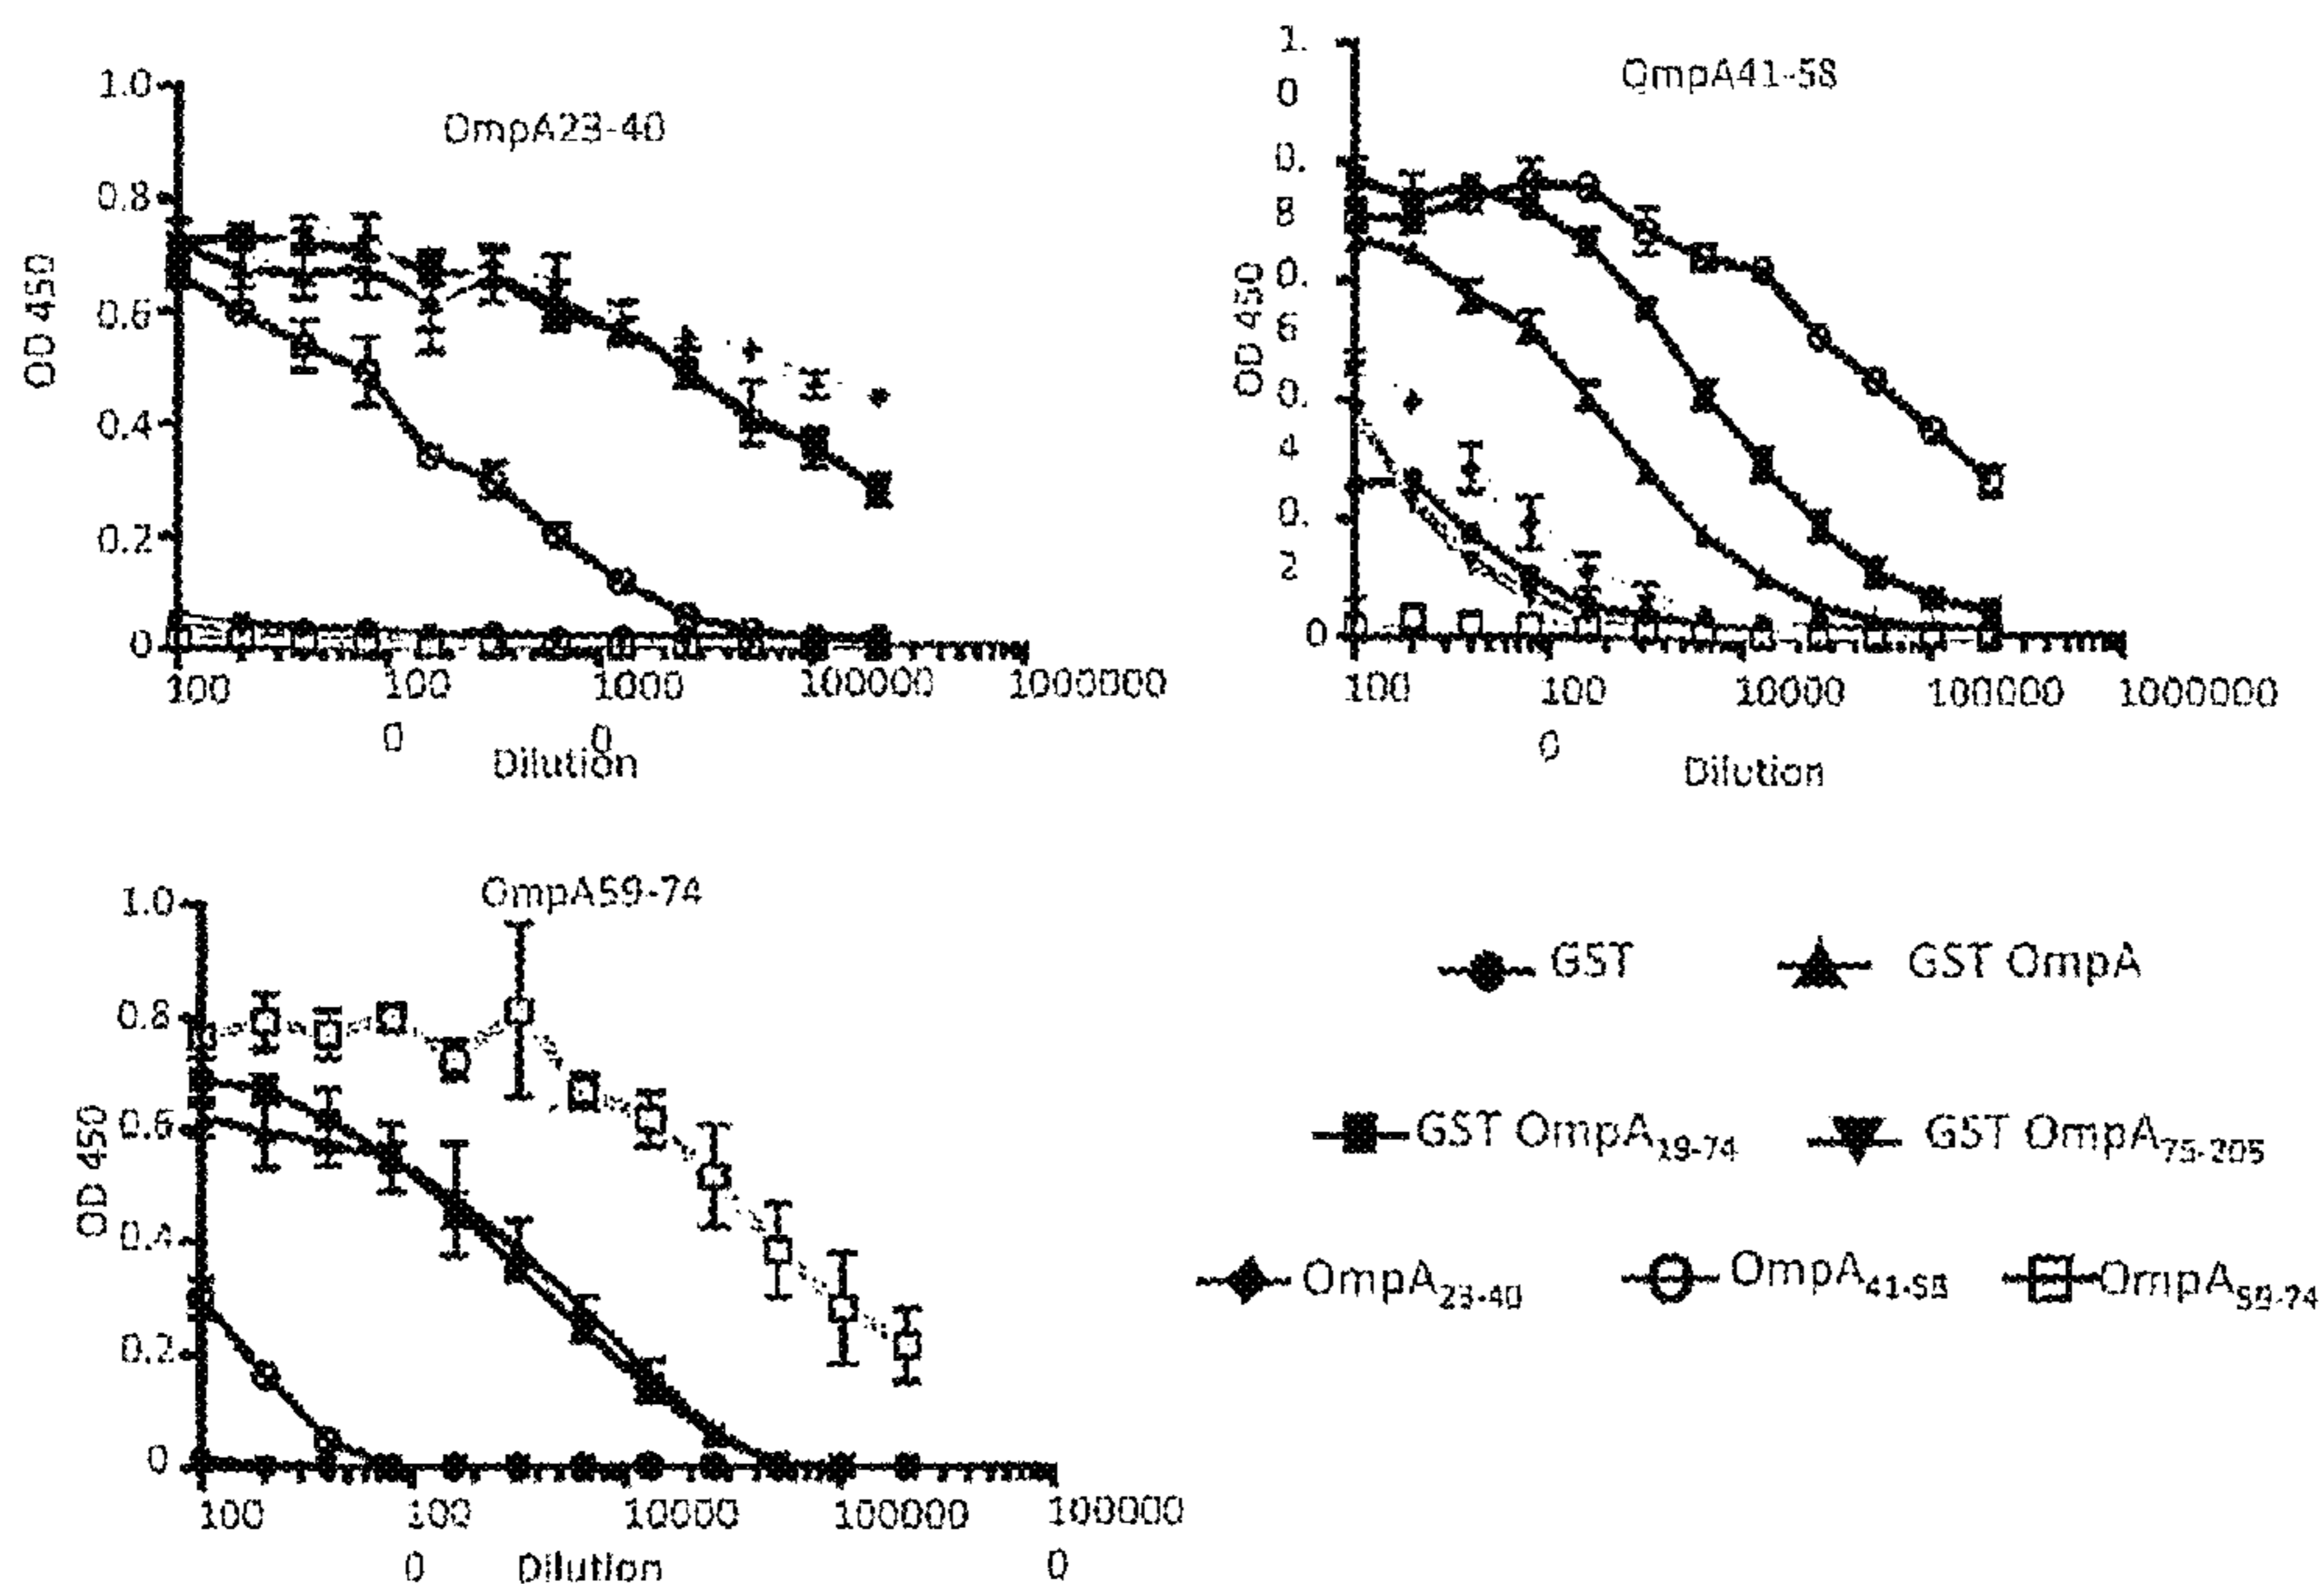 OmpA23-40
1.0
0.8
0.6
0.4
0.2
0
OD 450
100 100 1000 100000 1000000
0 0
Dilution
OmpA41-58
1.
0
0.
8
0.
6
0.
4
0.
2
0
OD 450
100 100 10000 100000 1000000
0
Dilution
OmpA59-74
1.0
0.8
0.6
0.4
0.2
0
OD 450
100 100 10000 100000 100000
0 0
Dilution
GST GST OmpA
GST OmpA19-74 GST OmpA75-205
OmpA23-40 OmpA41-58 OmpA59-74